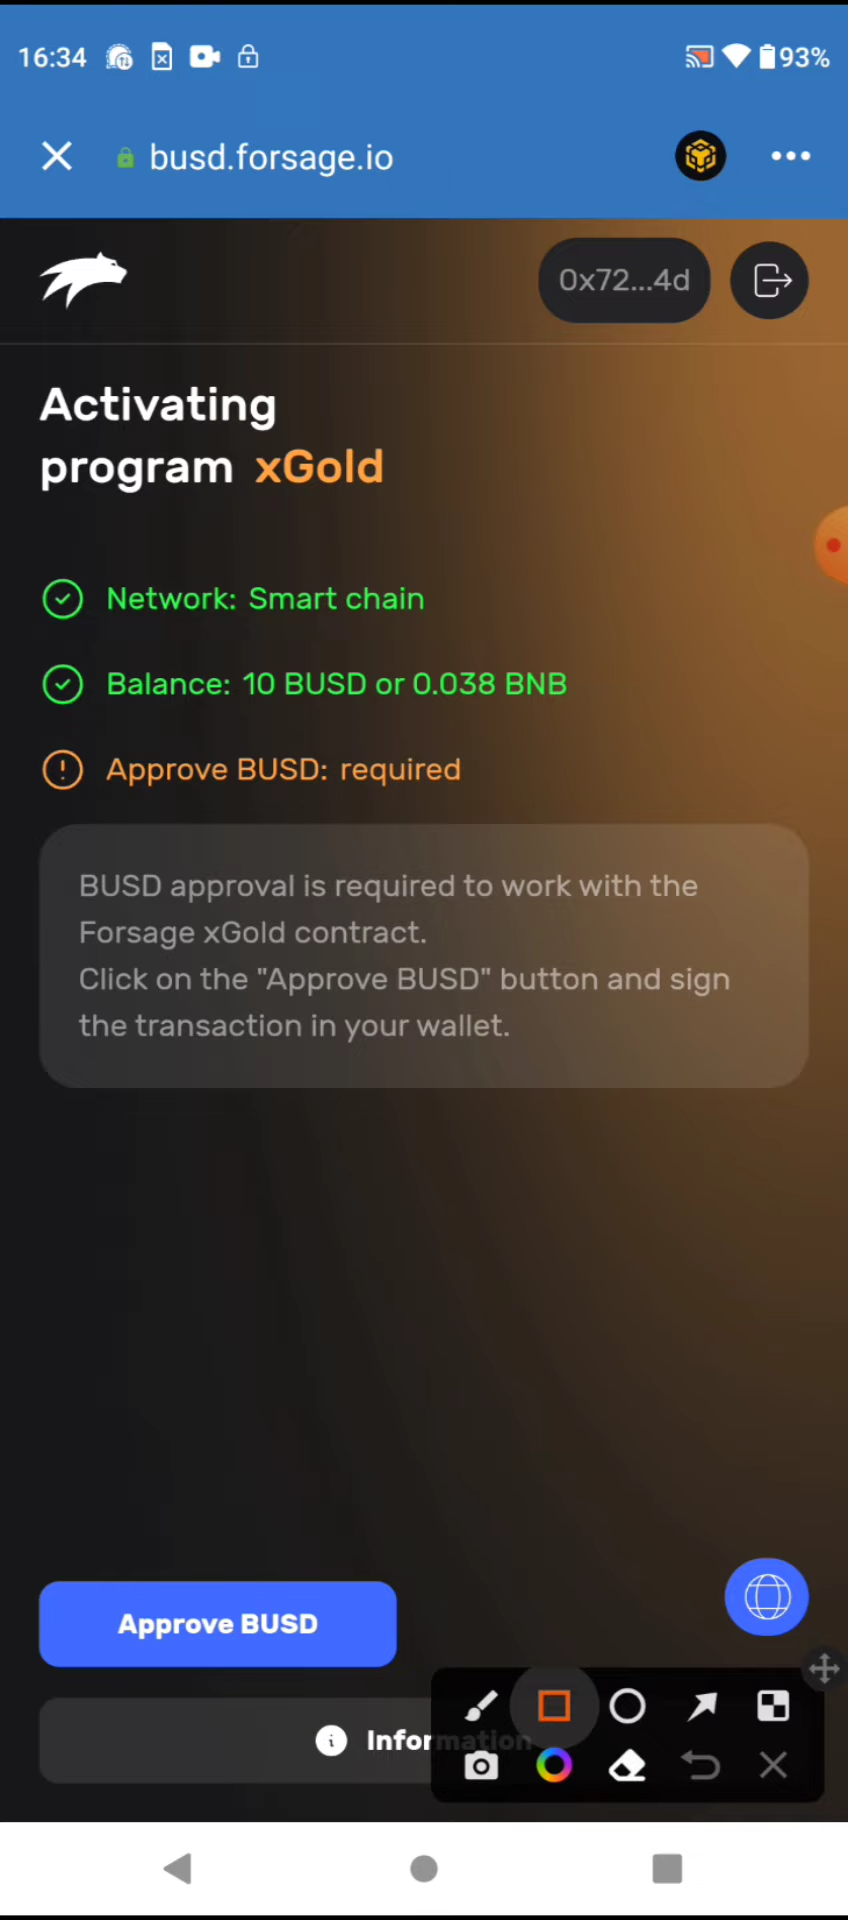 16:34
93%
busd.forsage.io
0x72...4d
Activating
program xGold
Network: Smart chain
Balance: 10 BUSD or 0.038 BNB
Approve BUSD: required
BUSD approval is required to work with the
Forsage xGold contract.
Click on the "Approve BUSD" button and sign
the transaction in your wallet.
Approve BUSD
Information